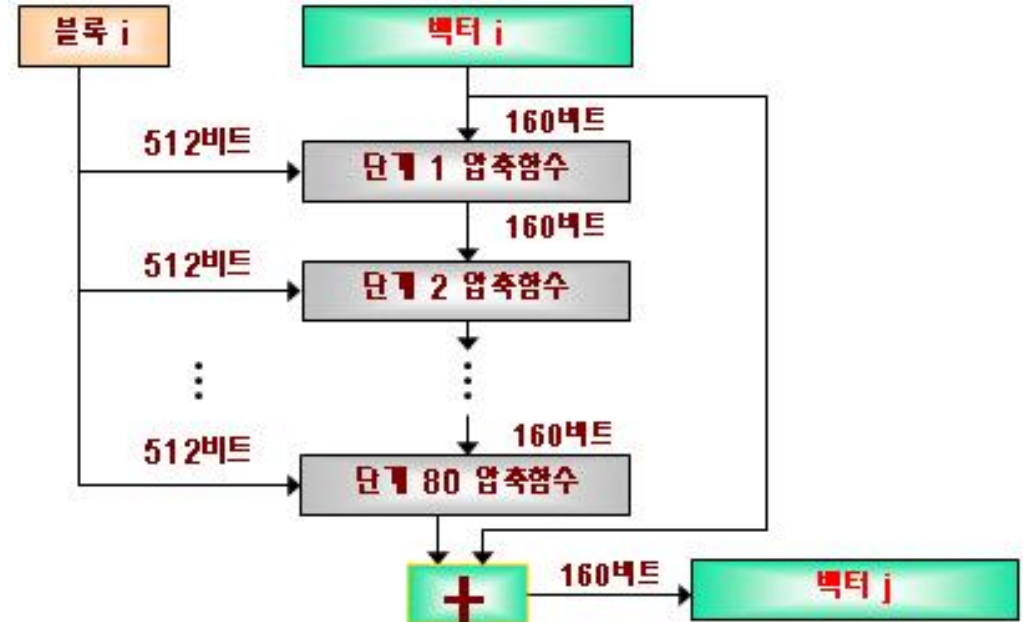 블록 i
벡터 i
160비트
512비트
단계 1 압축함수
160비트
512비트
단계 2 압축함수
160비트
512비트
단계 80 압축함수
+
160비트
벡터 j